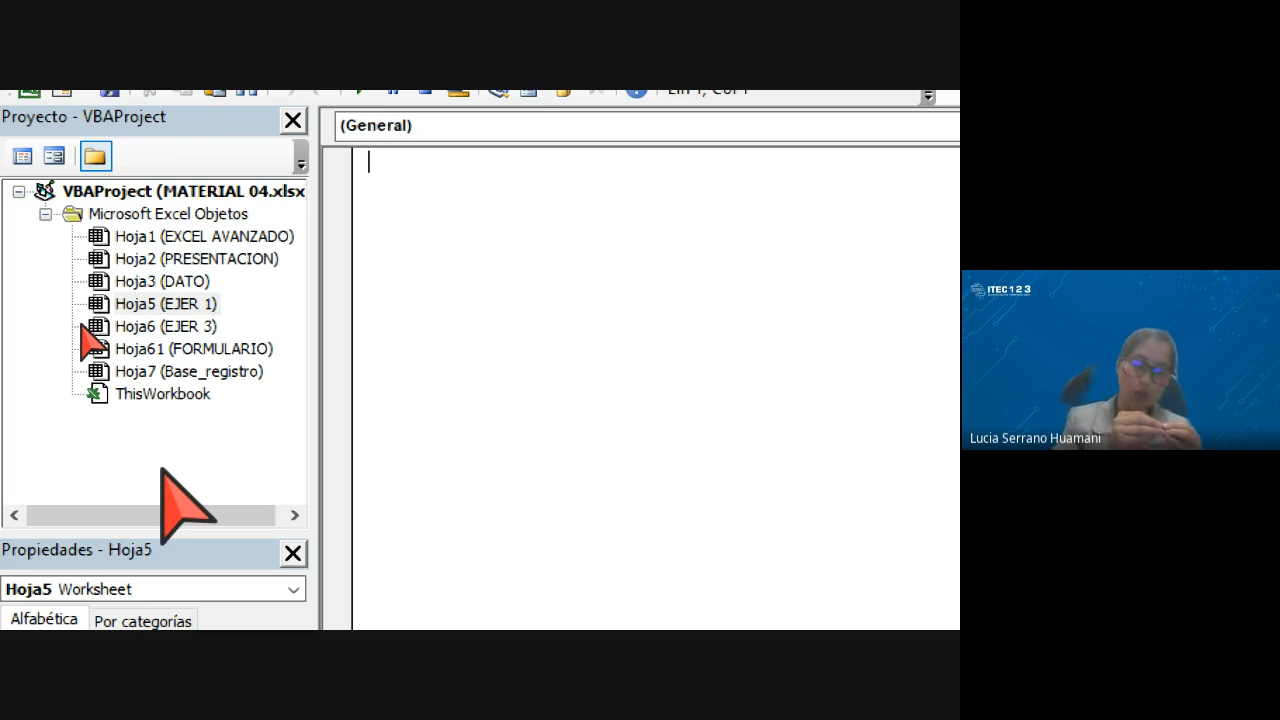 Proyecto - VBAProject
(General)
VBAProject (MATERIAL 04.xlsx
Microsoft Excel Objetos
Hoja1 (EXCEL AVANZADO)
Hoja2 (PRESENTACION)
Hoja3 (DATO)
Hoja5 (EJER 1)
Hoja6 (EJER 3)
Hoja61 (FORMULARIO)
Hoja7 (Base_registro)
ThisWorkbook
Propiedades - Hoja5
Hoja5 Worksheet
Alfabética
Por categorías
ITEC 1 2 3
Lucia Serrano Huamani